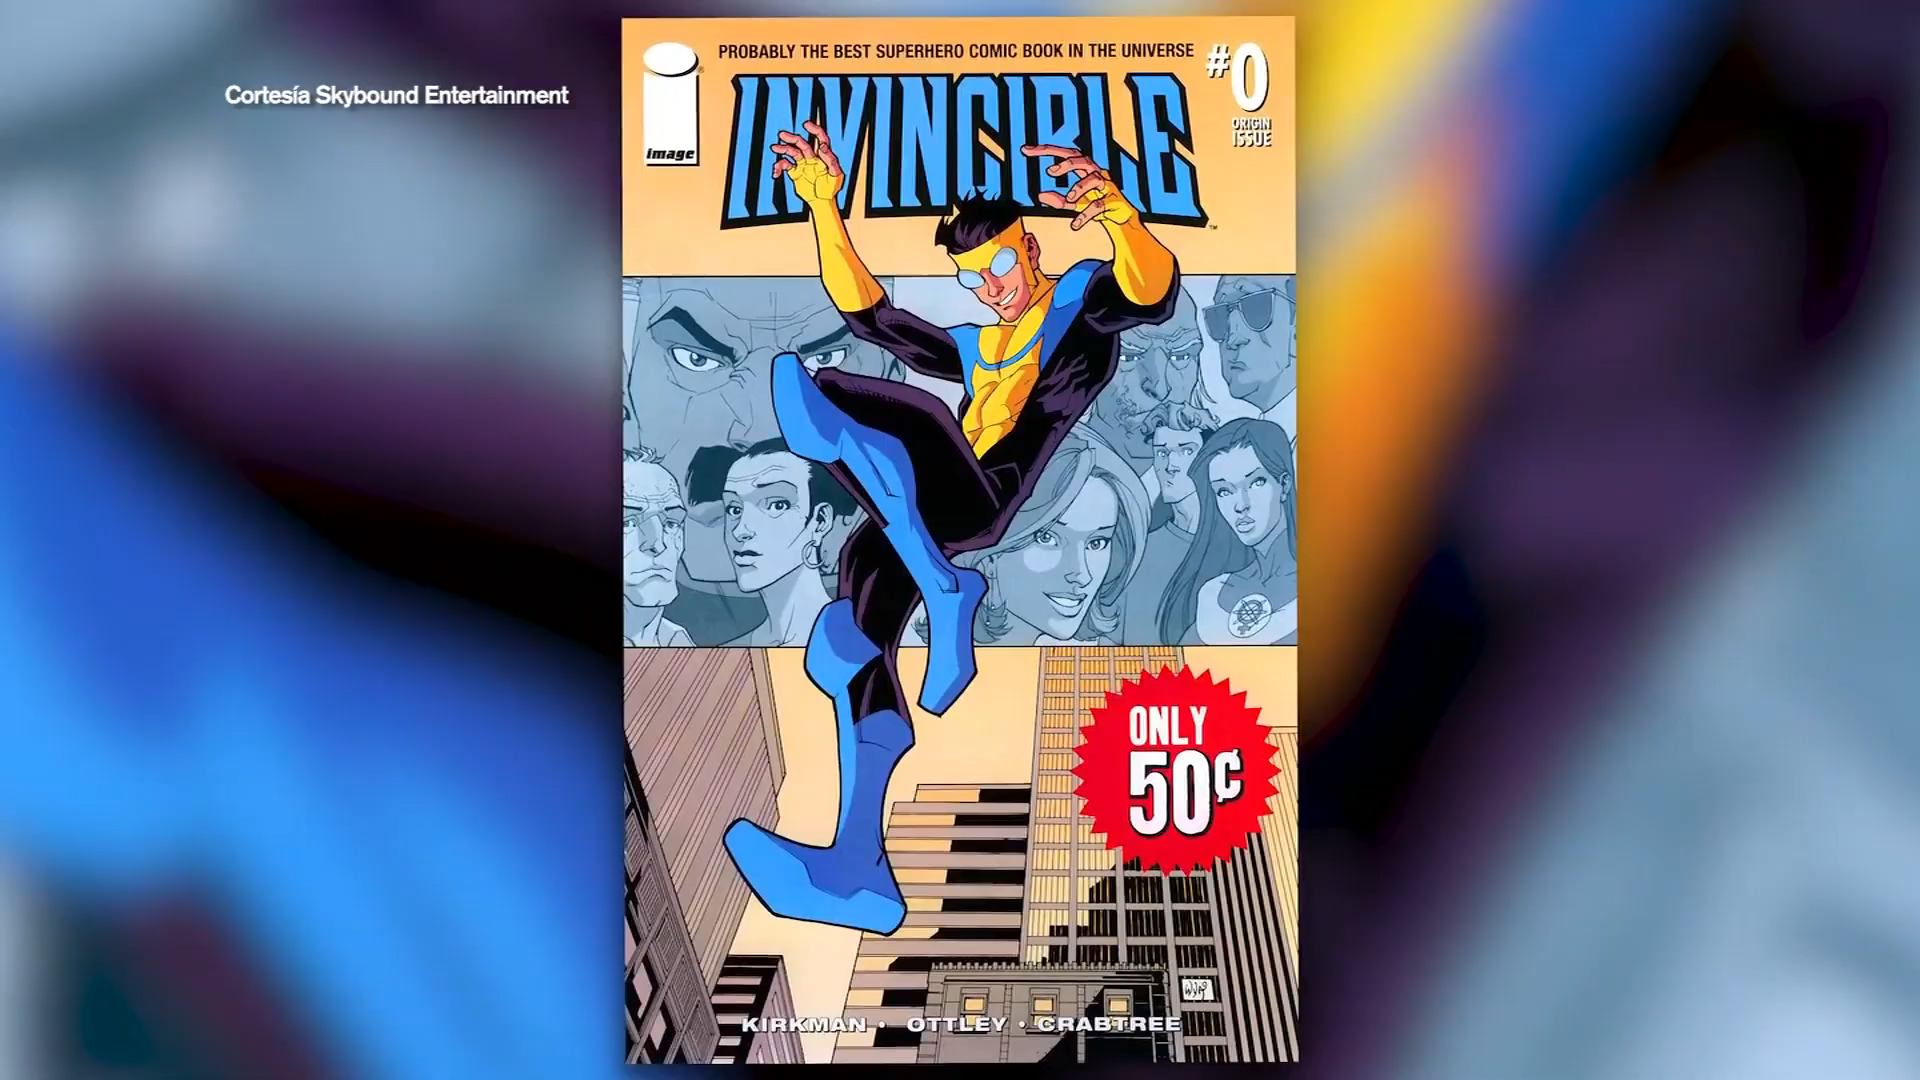 Cortesía Skybound Entertainment
PROBABLY THE BEST SUPERHERO COMIC BOOK IN THE UNIVERSE
#0
ORIGIN
ISSUE
image
INVINCIBLE
™
ONLY
50¢
KIRKMAN • OTTLEY • CRABTREE